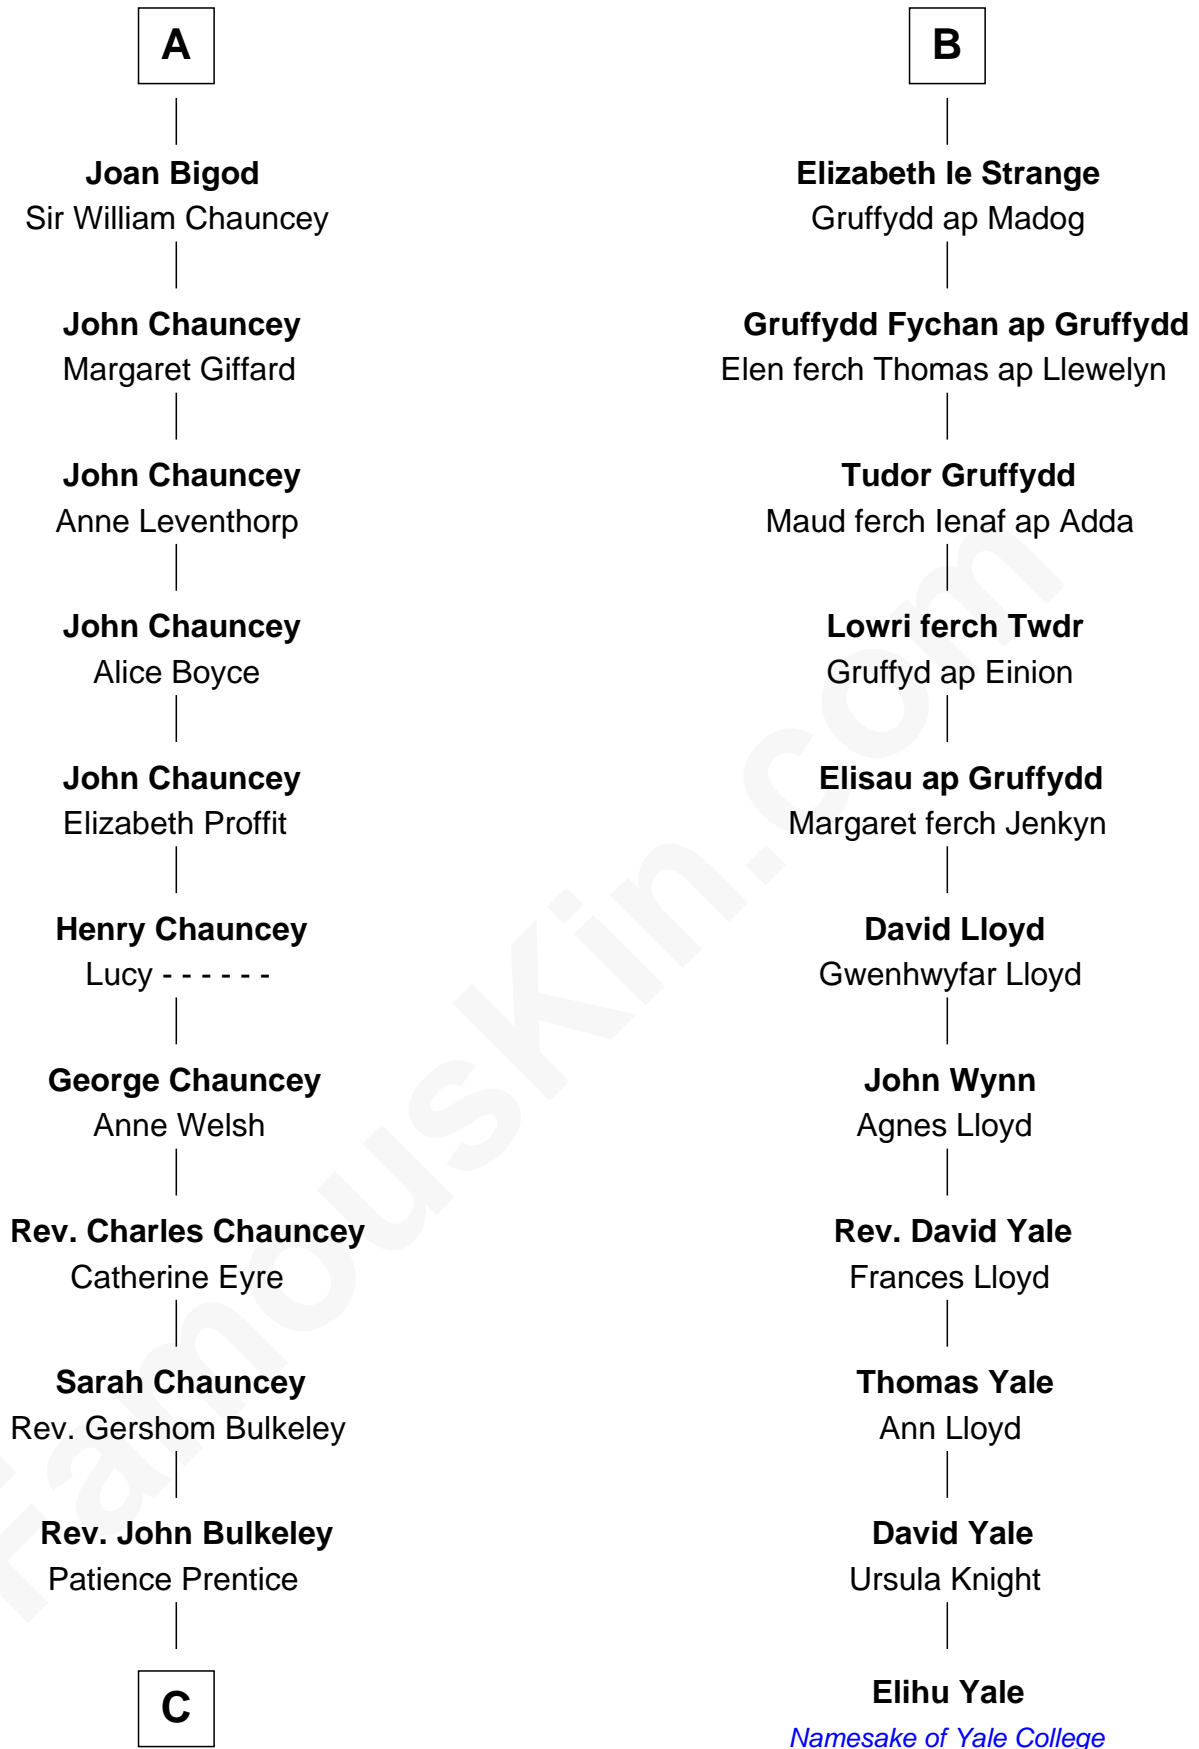 A
Joan Bigod
Sir William Chauncey
John Chauncey
Margaret Giffard
John Chauncey
Anne Leventhorp
John Chauncey
Alice Boyce
John Chauncey
Elizabeth Proffit
Henry Chauncey
Lucy - - - - - -
George Chauncey
Anne Welsh
Rev. Charles Chauncey
Catherine Eyre
Sarah Chauncey
Rev. Gershom Bulkeley
Rev. John Bulkeley
Patience Prentice
C
B
Elizabeth le Strange
Gruffydd ap Madog
Gruffydd Fychan ap Gruffydd
Elen ferch Thomas ap Llewelyn
Tudor Gruffydd
Maud ferch Ienaf ap Adda
Lowri ferch Twdr
Gruffyd ap Einion
Elisau ap Gruffydd
Margaret ferch Jenkyn
David Lloyd
Gwenhwyfar Lloyd
John Wynn
Agnes Lloyd
Rev. David Yale
Frances Lloyd
Thomas Yale
Ann Lloyd
David Yale
Ursula Knight
Elihu Yale
Namesake of Yale College
FamousKin.com